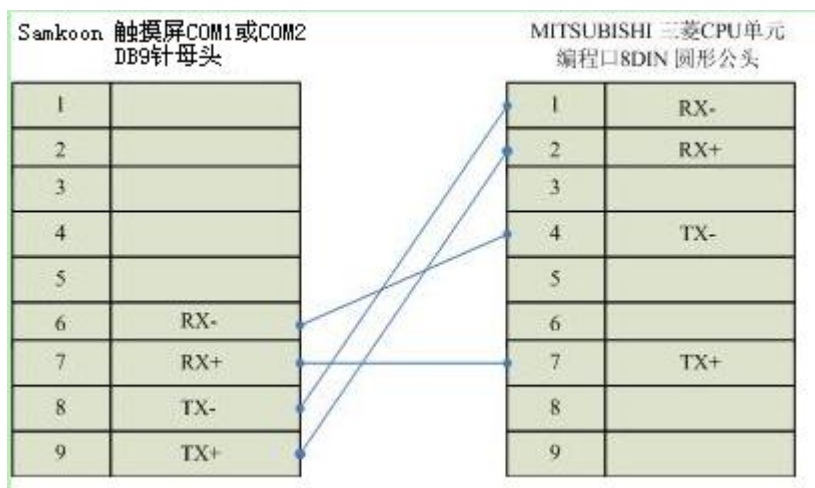 Samkoon 触摸屏COM1或COM2
DB9针母头
MITSUBISHI 三菱CPU单元
编程口8DIN 圆形公头
1
2
3
4
5
6 RX-
7 RX+
8 TX-
9 TX+
1 RX-
2 RX+
3
4 TX-
5
6
7 TX+
8
9